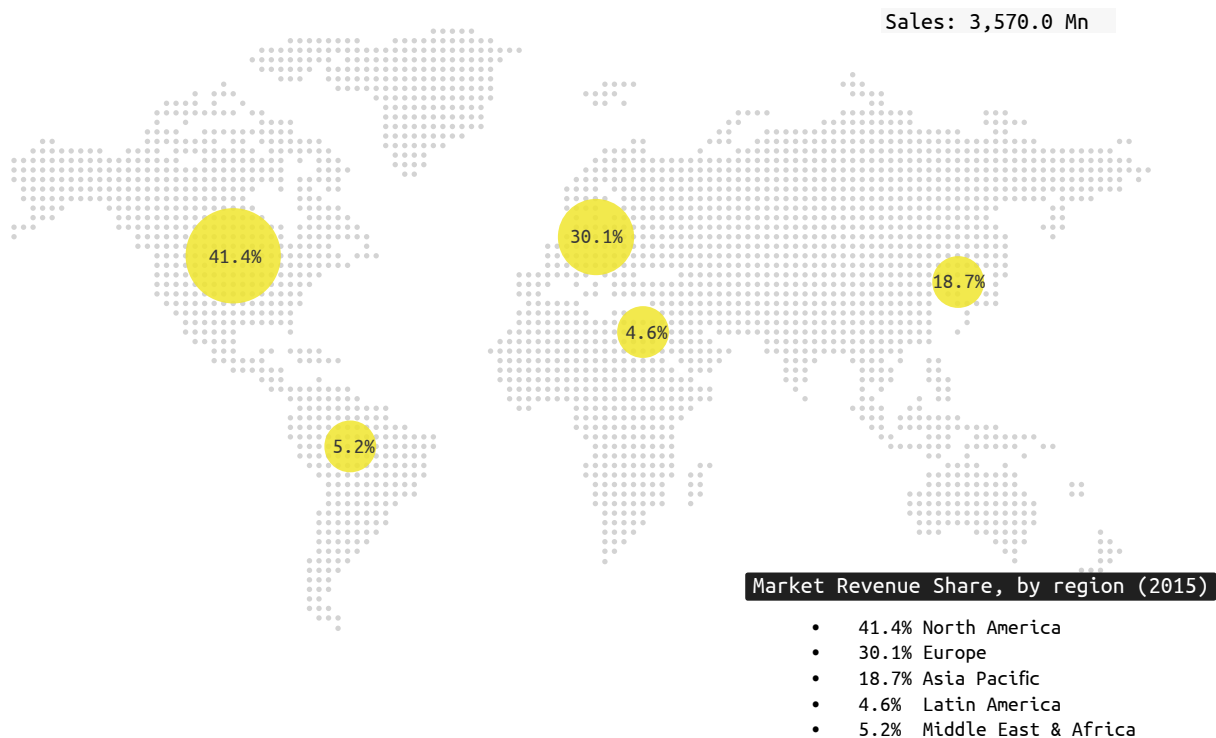 Sales: 3,570.0 Mn
30.1%
41.4%
18.7%
4.6%
5.2%
Market Revenue Share, by region (2015)
• 41.4% North America
• 30.1% Europe
• 18.7% Asia Pacific
• 4.6% Latin America
• 5.2% Middle East & Africa